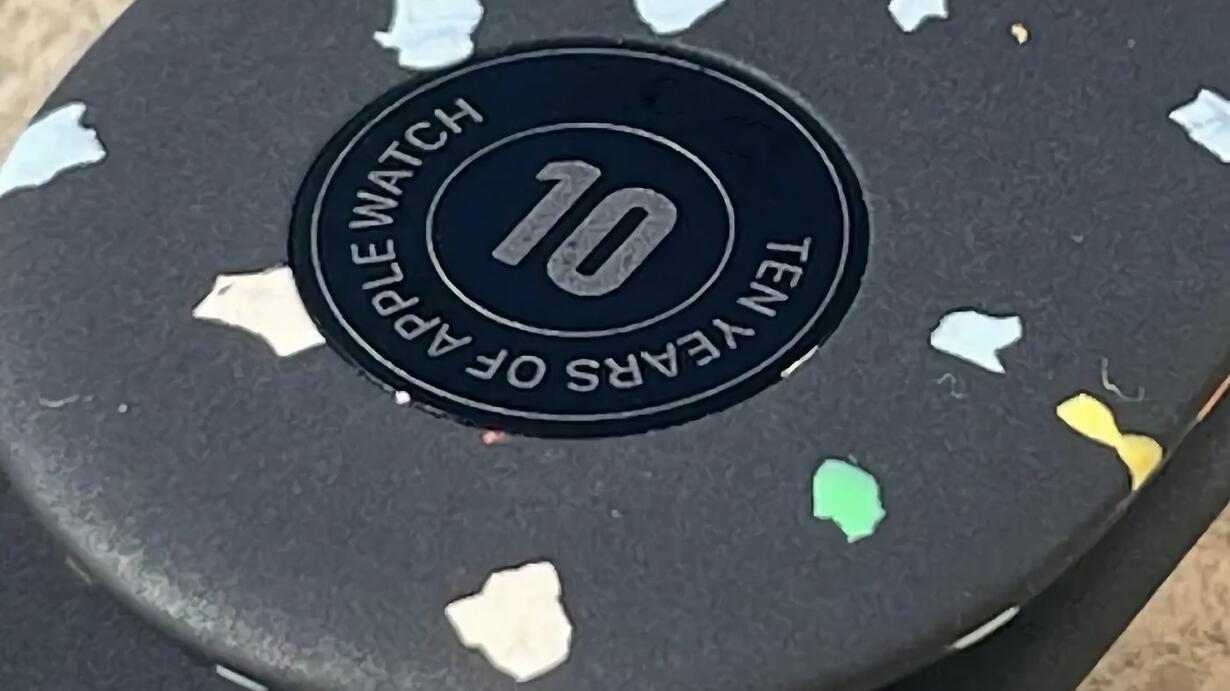 10
TEN YEARS OF APPLE WATCH